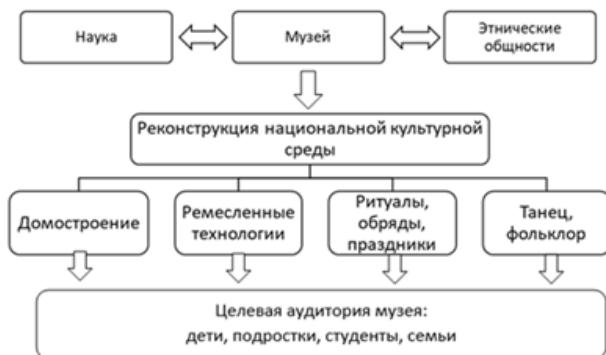 Наука
Музей
Этнические
общности
Реконструкция национальной культурной
среды
Домостроение
Ремесленные
технологии
Ритуалы,
обряды,
праздники
Танец,
фольклор
Целевая аудитория музея:
дети, подростки, студенты, семьи